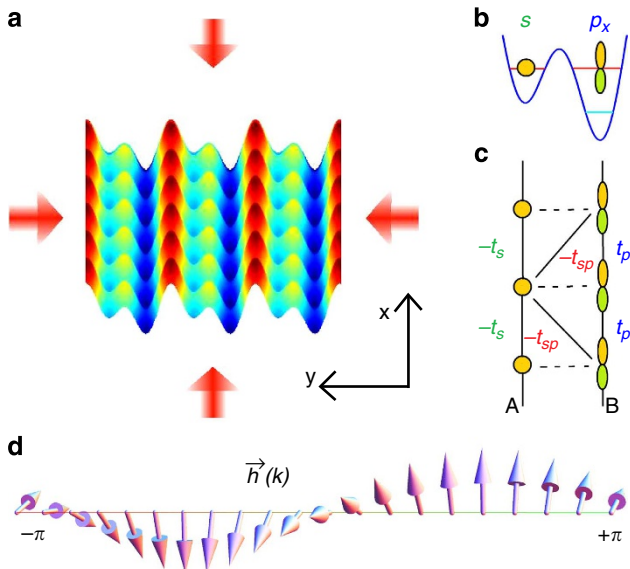 a
b
s p_x
c
x
y
–t_s –t_sp t_p
–t_s –t_sp t_p
A B
d
→h(k)
–π +π